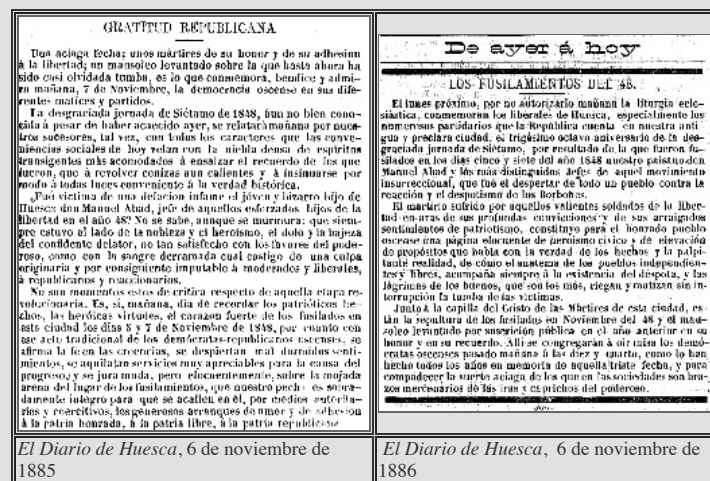 GRATITUD REPUBLICANA
Una aciaga fecha; unos mártires de su honor y de su adhesion
á la libertad; un mausoleo levantado sobre la que hasta ahora ha
sido casi olvidada tumba, es lo que conmemora, bendice y admi-
ra mañana, 7 de Noviembre, la democracia oscense en sus dife-
rentes matices y partidos.
La desgraciada jornada de Siétamo de 1848, aun no bien cono-
cida á pesar de haber acaecido ayer, se relatará mañana por nues-
tros sucesores, tal vez, con todos los caractéres que las conve-
niencias sociales de hoy velan con la niebla densa de espíritus
transigentes más acomodados á ensalzar el recuerdo de los que
fueron, que á revolver cenizas aun calientes y á insinuarse por
modo á todas luces conveniente á la verdad histórica.
¿Fué víctima de una delacion infame el jóven y bizarro hijo de
Huesca don Manuel Abad, jefe de aquellos esforzados hijos de la
libertad en el año 48? No se sabe, aunque se murmura: que siem-
pre estuvo al lado de la nobleza y el heroismo, el dolo y la bajeza
del confidente delator, no tan satisfecho con los favores del pode-
roso, como con la sangre derramada cual castigo de una culpa
originaria y por consiguiente imputable á moderados y liberales,
á republicanos y reaccionarios.
No son momentos estos de crítica respecto de aquella etapa re-
volucionaria. Es, sí, mañana, dia de recordar los patrióticos he-
chos, las heróicas virtudes, el corazon fuerte de los fusilados en
esta ciudad los dias 5 y 7 de Noviembre de 1848, por cuanto con
ese acto tradicional de los demócratas-republicanos oscenses, se
afirma la fe en las creencias, se despiertan mal dormidos senti-
mientos, se aquilatan servicios muy apreciables para la causa del
progreso, y se jura muda, pero elocuentemente, sobre la mojada
arena del lugar de los fusilamientos, que nuestro pecho es sobra-
damente íntegro para que se acallen en él, por medios autorita-
rios y coercitivos, los generosos arranques de amor y de adhesion
á la patria honrada, á la patria libre, á la patria republicana
El Diario de Huesca, 6 de noviembre de
1885
De ayer á hoy
LOS FUSILAMIENTOS DEL 48.
El lunes próximo, por no autorizarlo mañana la liturgia ecle-
siástica, conmemoran los liberales de Huesca, especialmente los
numerosos partidarios que la República cuenta en nuestra anti-
gua y preclara ciudad, el trigésimo octavo aniversario de la des-
graciada jornada de Siétamo, por resultado de la que fueron fu-
silados en los dias cinco y siete del año 1848 nuestro paisano don
Manuel Abad y los más distinguidos jefes de aquel movimiento
insurreccional, que fué el despertar de todo un pueblo contra la
reacción y el despotismo de los Borbones.
El martirio sufrido por aquellos valientes soldados de la liber-
tad en aras de sus profundas convicciones y de sus arraigados
sentimientos de patriotismo, constituye para el honrado pueblo
oscense una página elocuente de heroismo cívico y de elevación
de propósitos que habla con la verdad de los hechos y la palpi-
tante realidad, de cómo el matanza de los pueblos independien-
tes y libres, acompaña siempre á la existencia del déspota, y las
lágrimas de los buenos, que son los más, riegan y matizan sin in-
terrupción la tumba de las víctimas.
Junto á la capilla del Cristo de las Mártires de esta ciudad, es-
tán la sepultura de los fusilados en Noviembre del 48 y el mau-
soleo levantado por suscrición pública en el año anterior en su
honor y en su recuerdo. Allí se congregarán á oir misa los demó-
cratas oscenses pasado mañana á las diez y cuarto, como lo han
hecho todos los años en memoria de aquella triste fecha, y para
compadecer la suerte aciaga de los que en las sociedades son bra-
zos mercenarios de las iras y caprichos del poderoso.
El Diario de Huesca, 6 de noviembre de
1886